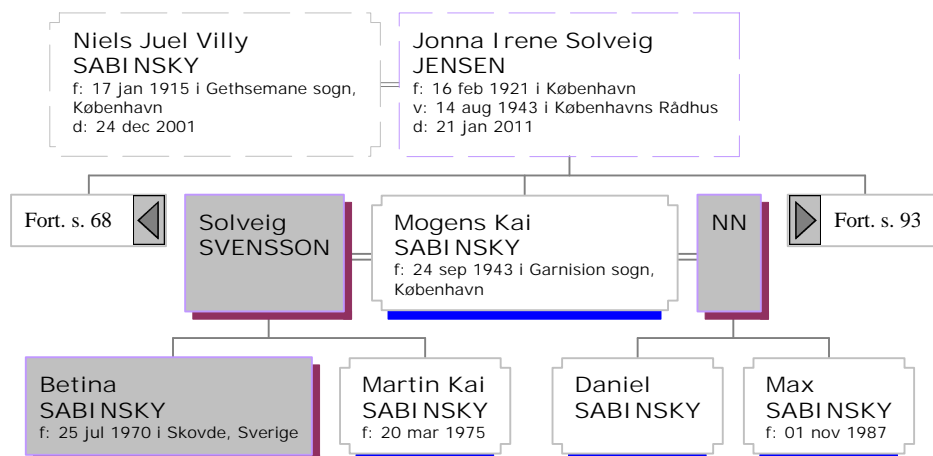 Niels Juel Villy
SABINSKY
f: 17 jan 1915 i Gethsemane sogn,
København
d: 24 dec 2001
Jonna Irene Solveig
JENSEN
f: 16 feb 1921 i København
v: 14 aug 1943 i Københavns Rådhus
d: 21 jan 2011
Fort. s. 68
Solveig
SVENSSON
Mogens Kai
SABINSKY
f: 24 sep 1943 i Garnision sogn,
København
NN
Fort. s. 93
Betina
SABINSKY
f: 25 jul 1970 i Skovde, Sverige
Martin Kai
SABINSKY
f: 20 mar 1975
Daniel
SABINSKY
Max
SABINSKY
f: 01 nov 1987